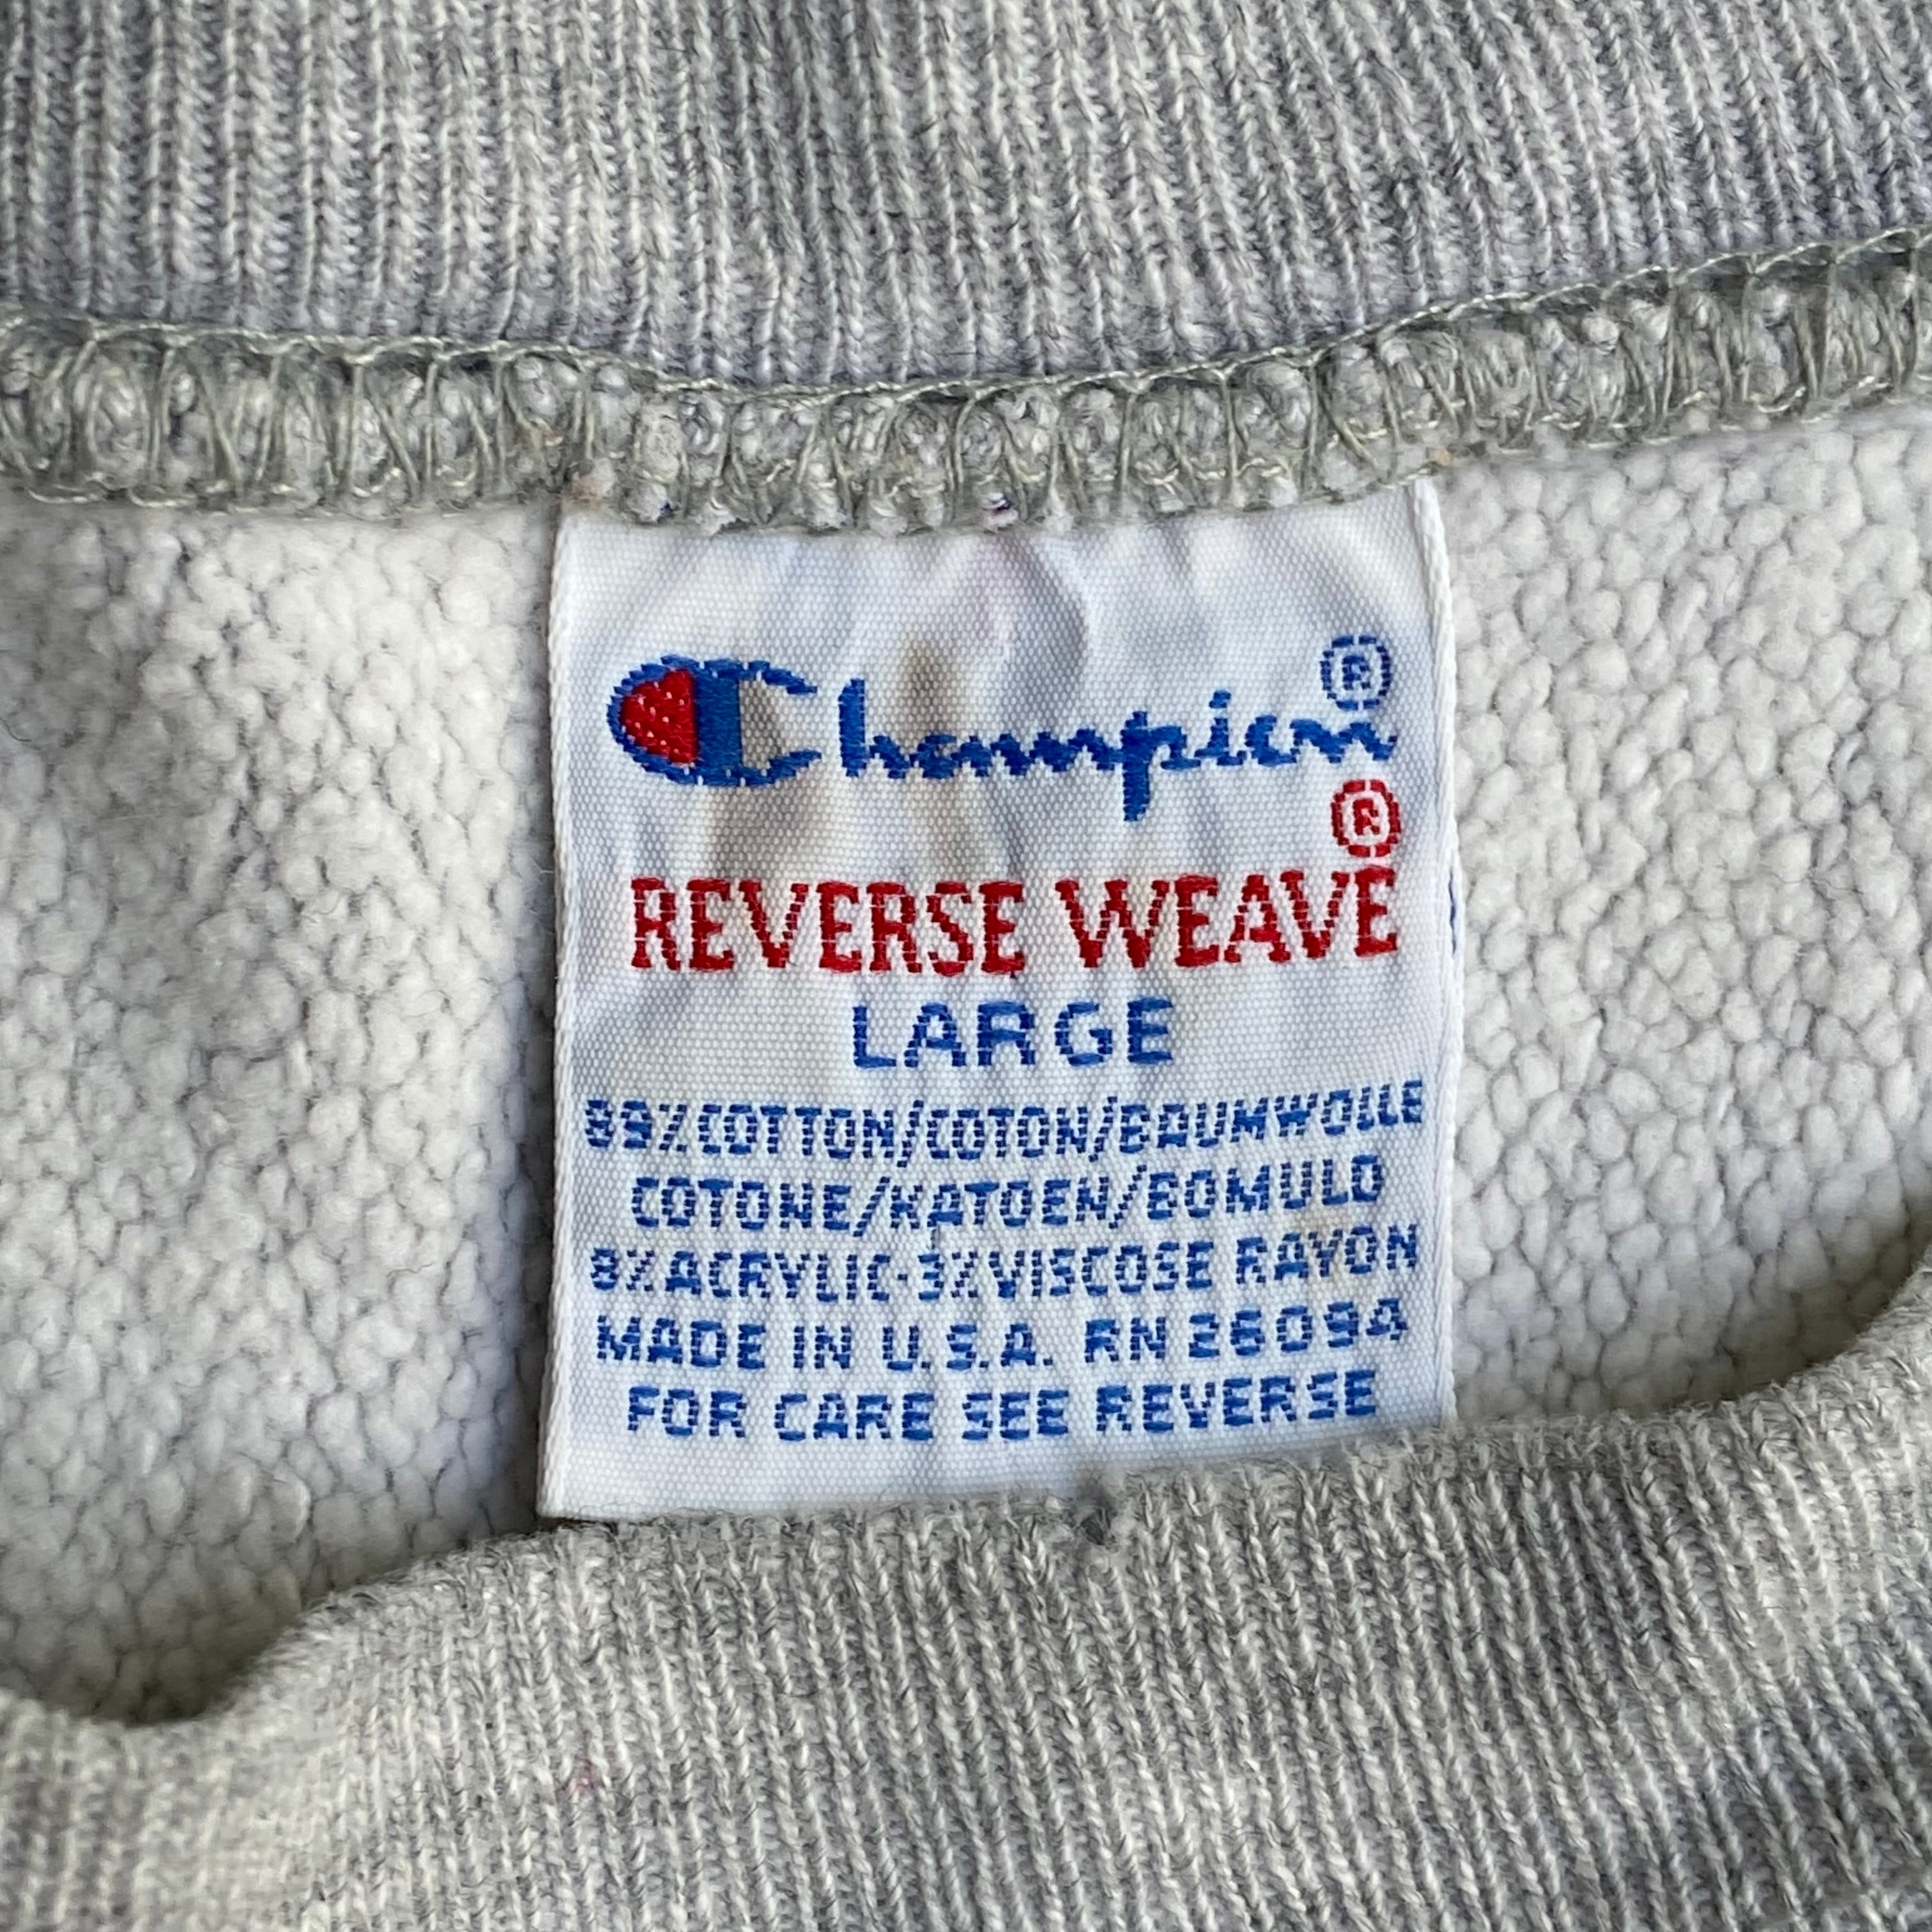 Champion®
REVERSE WEAVE®
LARGE
89%COTTON/COTON/BAUMWOLLE
COTONE/KATOEN/BOMULD
8%ACRYLIC-3%VISCOSE RAYON
MADE IN U.S.A. RN 26094
FOR CARE SEE REVERSE